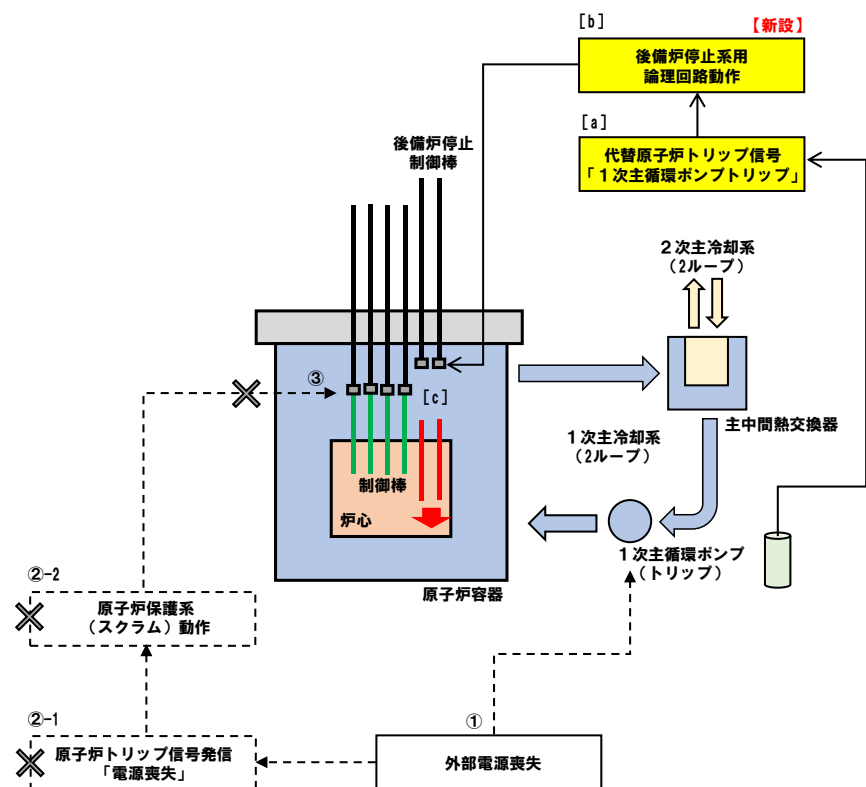 [b]
【新設】
後備炉停止系用
論理回路動作
[a]
代替原子炉トリップ信号
「１次主循環ポンプトリップ」
後備炉停止
制御棒
２次主冷却系
（2ループ）
③
[c]
主中間熱交換器
１次主冷却系
（2ループ）
制御棒
炉心
１次主循環ポンプ
（トリップ）
原子炉容器
②-2
原子炉保護系
（スクラム）動作
②-1
原子炉トリップ信号発信
「電源喪失」
①
外部電源喪失